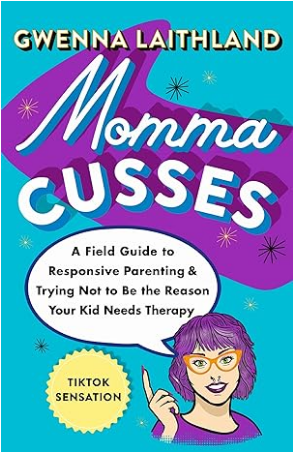 GWENNA LAITHLAND
Momma
CUSSES
A Field Guide to
Responsive Parenting &
Trying Not to Be the Reason
Your Kid Needs Therapy
TIKTOK
SENSATION